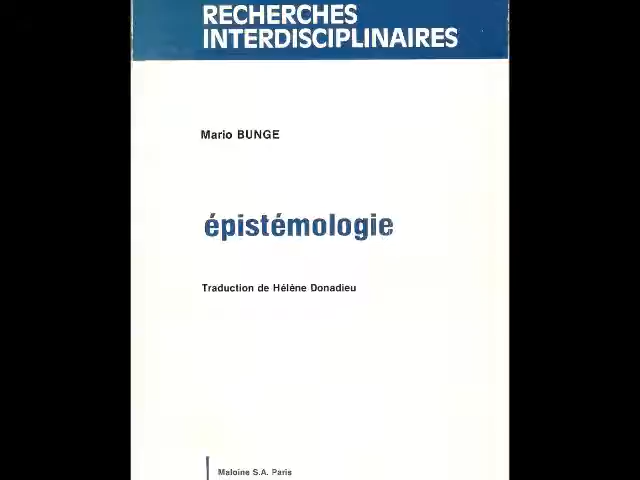 RECHERCHES
INTERDISCIPLINAIRES
Mario BUNGE
épistémologie
Traduction de Hélène Donadieu
Maloine S.A. Paris